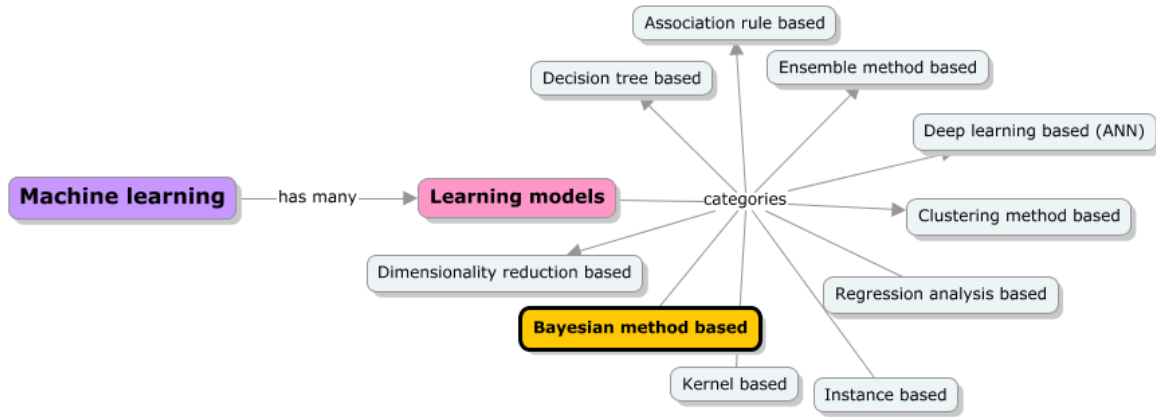 Association rule based
Ensemble method based
Decision tree based
Deep learning based (ANN)
Machine learning
has many
Learning models
categories
Clustering method based
Dimensionality reduction based
Regression analysis based
Bayesian method based
Kernel based
Instance based